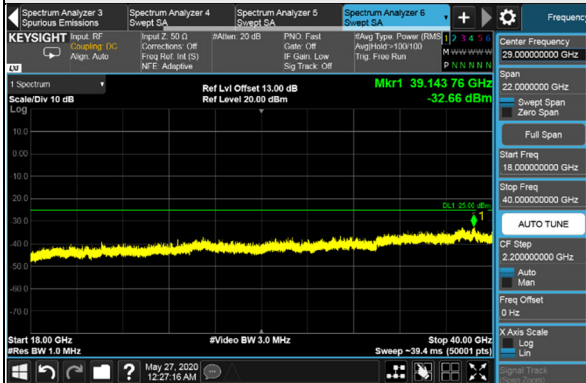 Spectrum Analyzer 3
Spurious Emissions
Spectrum Analyzer 4
Swept SA
Spectrum Analyzer 5
Swept SA
Spectrum Analyzer 6
Swept SA
Frequency
KEYSIGHT
Input: RF
Coupling: DC
Align: Auto
Input Z: 50 Ω
Corrections: Off
Freq Ref: Int (S)
NFE: Adaptive
#Atten: 20 dB
PNO: Fast
Gate: Off
IF Gain: Low
Sig Track: Off
#Avg Type: Power (RMS
Avg|Hold:>100/100
Trig: Free Run
1 2 3 4 5 6
M W W W W W
P N N N N N
LXI
1 Spectrum
Scale/Div 10 dB
Log
Ref Lvl Offset 13.00 dB
Ref Level 20.00 dBm
Mkr1 39.143 76 GHz
-32.66 dBm
10.0
0.00
-10.0
-20.0
-30.0
-40.0
-50.0
-60.0
-70.0
1
Start 18.00 GHz
#Res BW 1.0 MHz
#Video BW 3.0 MHz
Stop 40.00 GHz
Sweep ~39.4 ms (50001 pts)
May 27, 2020
12:27:16 AM
Center Frequency
29.000000000 GHz
Span
22.0000000 GHz
Swept Span
Zero Span
Full Span
Start Freq
18.000000000 GHz
Stop Freq
40.000000000 GHz
AUTO TUNE
CF Step
2.200000000 GHz
Auto
Man
Freq Offset
0 Hz
X Axis Scale
Log
Lin
Signal Track